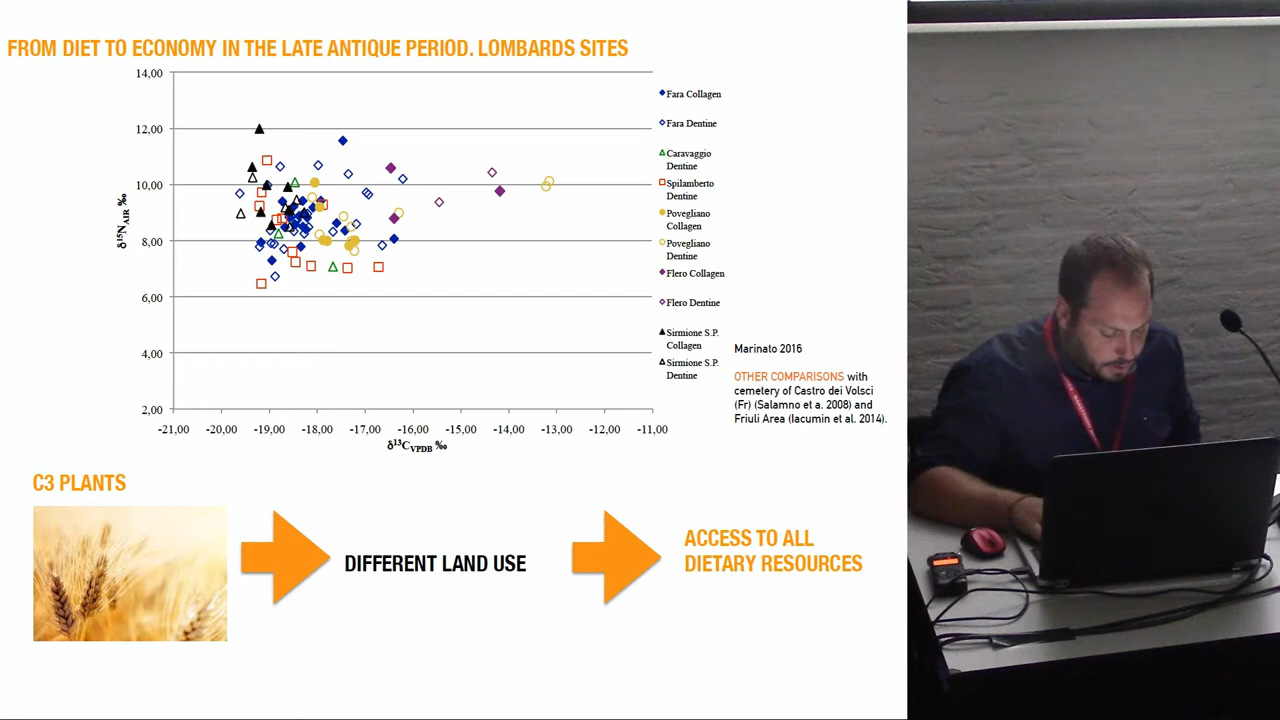 FROM DIET TO ECONOMY IN THE LATE ANTIQUE PERIOD. LOMBARDS SITES
14,00
12,00
10,00
8,00
6,00
4,00
2,00
δ15NAIR ‰
-21,00 -20,00 -19,00 -18,00 -17,00 -16,00 -15,00 -14,00 -13,00 -12,00 -11,00
δ13CVPDB ‰
Fara Collagen
Fara Dentine
Caravaggio
Dentine
Spilamberto
Dentine
Povegliano
Collagen
Povegliano
Dentine
Flero Collagen
Flero Dentine
Sirmione S.P.
Collagen
Sirmione S.P.
Dentine
Marinato 2016
OTHER COMPARISONS with
cemetery of Castro dei Volsci
(Fr) (Salamno et a. 2008) and
Friuli Area (Iacumin et al. 2014).
C3 PLANTS
DIFFERENT LAND USE
ACCESS TO ALL
DIETARY RESOURCES